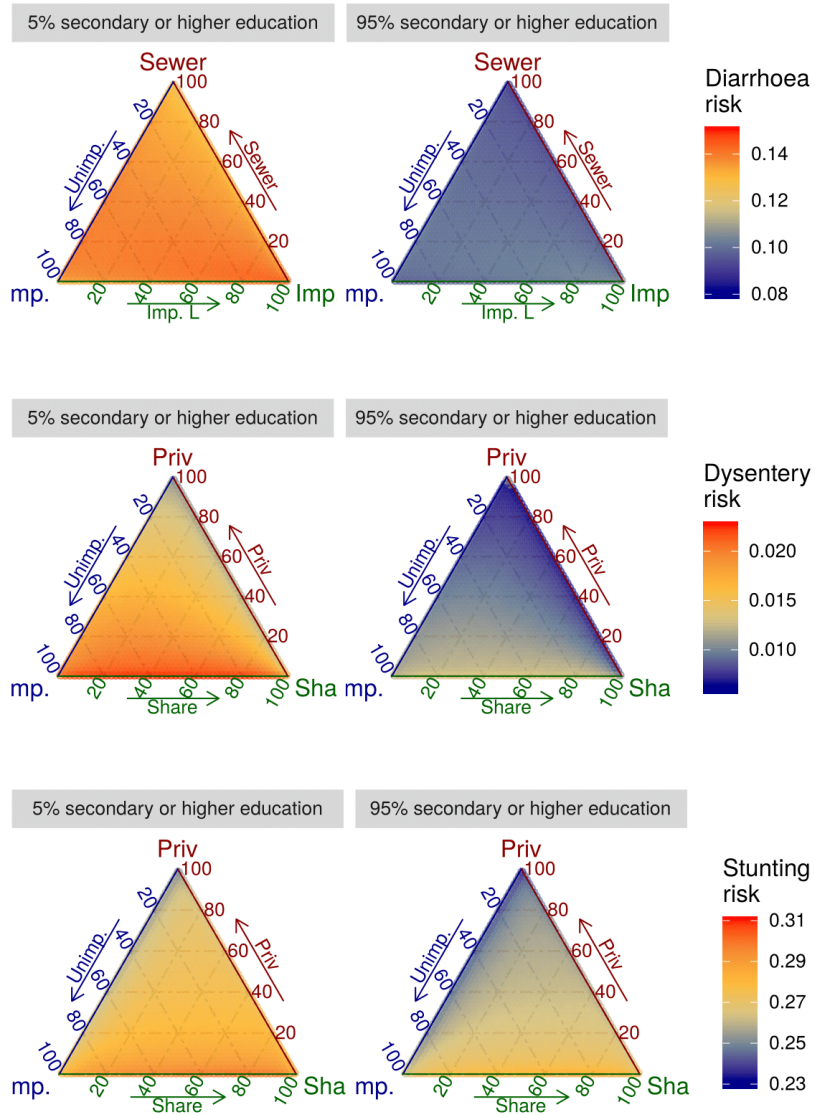 5% secondary or higher education
95% secondary or higher education
Sewer
Sewer
Diarrhoea
risk
100
100
20
80
20
80
0.14
Unimp.
40
60
Sewer
Unimp.
40
60
Sewer
0.12
60
40
60
40
80
20
80
20
0.10
100
100
mp.
20
40
60
80
100
Imp
mp.
20
40
60
80
100
Imp
0.08
Imp. L
Imp. L
5% secondary or higher education
95% secondary or higher education
Priv
Priv
Dysentery
risk
100
100
20
80
20
80
0.020
Unimp.
40
60
Priv
Unimp.
40
60
Priv
0.015
60
40
60
40
80
20
80
20
0.010
100
100
mp.
20
40
60
80
100
Sha
mp.
20
40
60
80
100
Sha
Share
Share
5% secondary or higher education
95% secondary or higher education
Priv
Priv
Stunting
risk
100
100
0.31
20
80
20
80
0.29
Unimp.
40
60
Priv
Unimp.
40
60
Priv
0.27
60
40
60
40
80
20
80
20
0.25
100
100
0.23
mp.
20
40
60
80
100
Sha
mp.
20
40
60
80
100
Sha
Share
Share